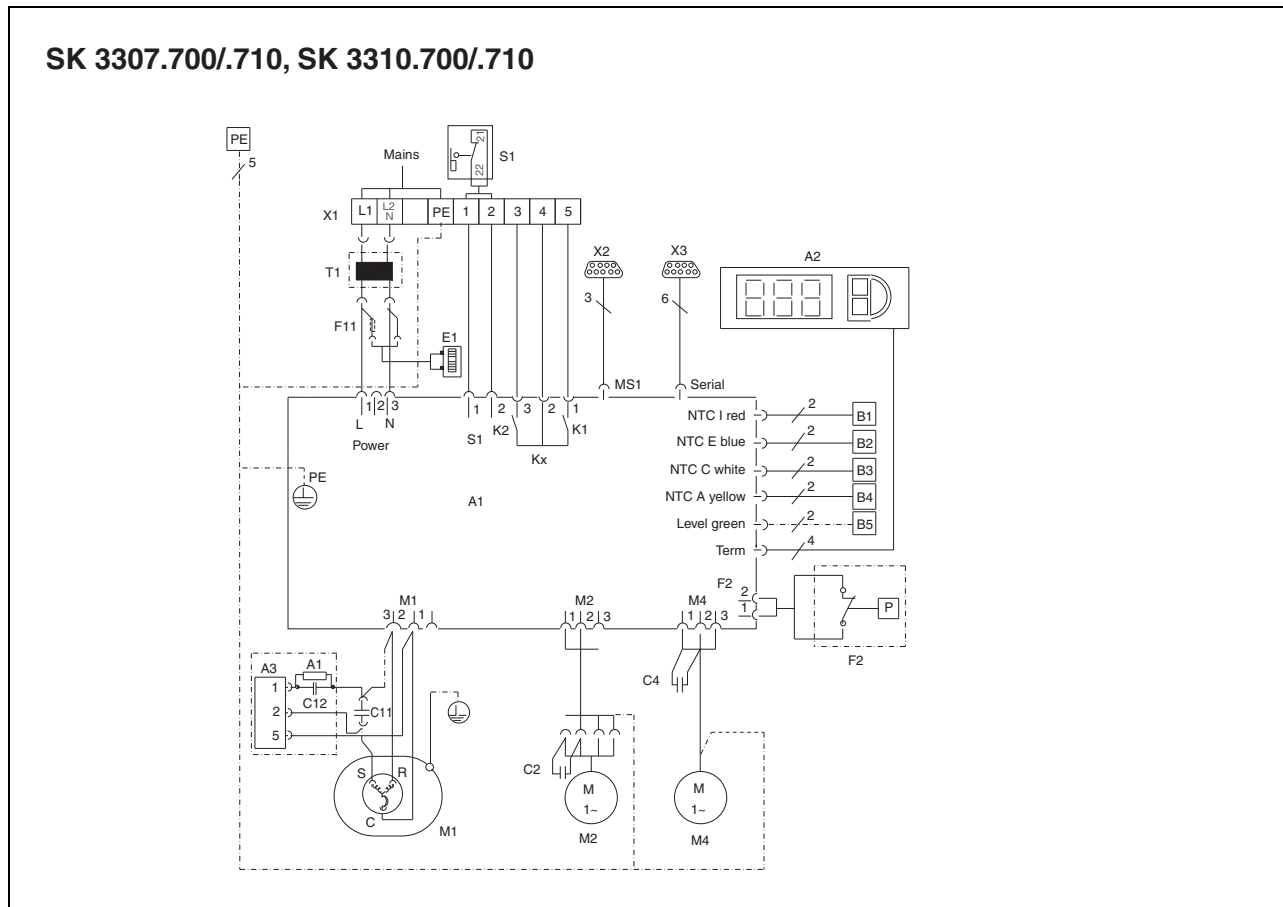 SK 3307.700/.710, SK 3310.700/.710
PE
5
Mains
21
22
S1
X1
L1
L2
N
PE
1
2
3
4
5
T1
F11
E1
X2
3
MS1
X3
6
Serial
A2
L
1
2
3
N
Power
1
S1
2
K2
3
2
Kx
1
K1
PE
A1
NTC I red
2
B1
NTC E blue
2
B2
NTC C white
2
B3
NTC A yellow
2
B4
Level green
2
B5
Term
4
F2
2
1
P
F2
M1
3
2
1
M2
1
2
3
M4
1
2
3
A3
1
2
5
A1
C12
C11
S
R
C
M1
C2
M
1~
M2
C4
M
1~
M4